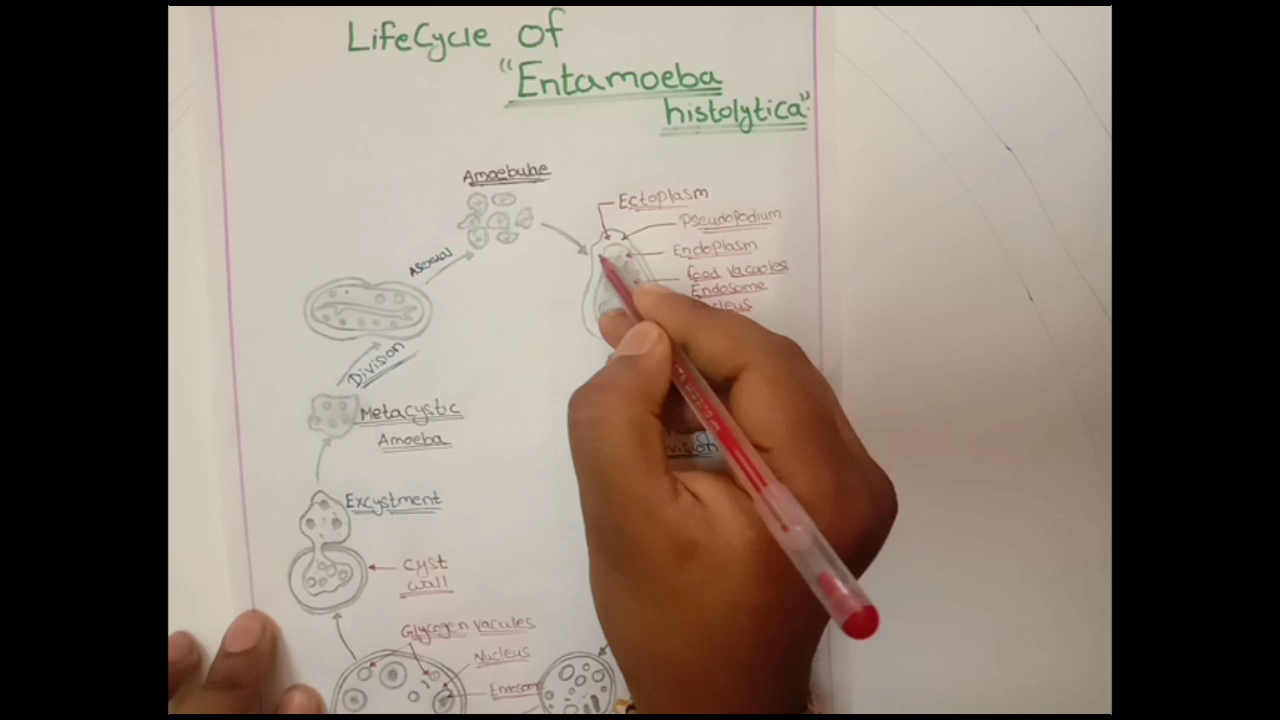 LifeCycle of
"Entamoeba
histolytica"
Amoebulae
Ectoplasm
Pseudopodium
Endoplasm
food vacoles
Endosome
Asexual
Division
Metacystic
Amoeba
Excystment
Cyst
wall
Glycogen vacules
Nucleus